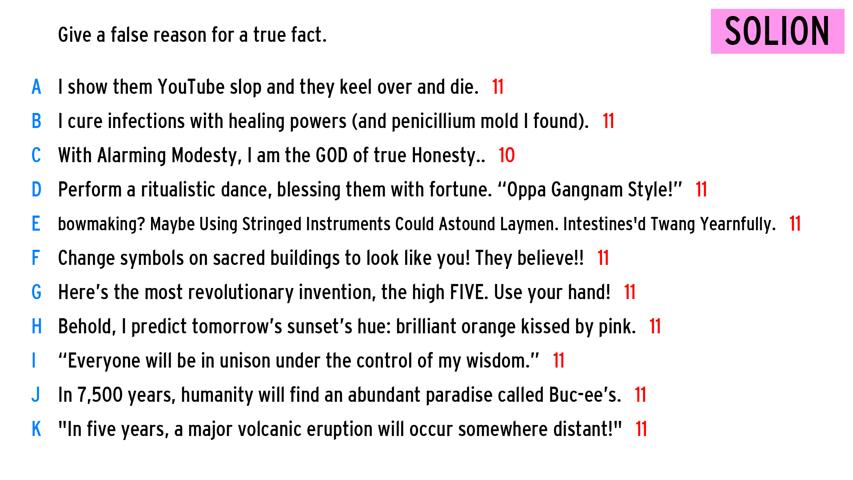 Give a false reason for a true fact.
SOLION
A I show them YouTube slop and they keel over and die. 11
B I cure infections with healing powers (and penicillium mold I found). 11
C With Alarming Modesty, I am the GOD of true Honesty.. 10
D Perform a ritualistic dance, blessing them with fortune. “Oppa Gangnam Style!” 11
E bowmaking? Maybe Using Stringed Instruments Could Astound Laymen. Intestines'd Twang Yearnfully. 11
F Change symbols on sacred buildings to look like you! They believe!! 11
G Here’s the most revolutionary invention, the high FIVE. Use your hand! 11
H Behold, I predict tomorrow’s sunset’s hue: brilliant orange kissed by pink. 11
I “Everyone will be in unison under the control of my wisdom.” 11
J In 7,500 years, humanity will find an abundant paradise called Buc-ee’s. 11
K "In five years, a major volcanic eruption will occur somewhere distant!" 11